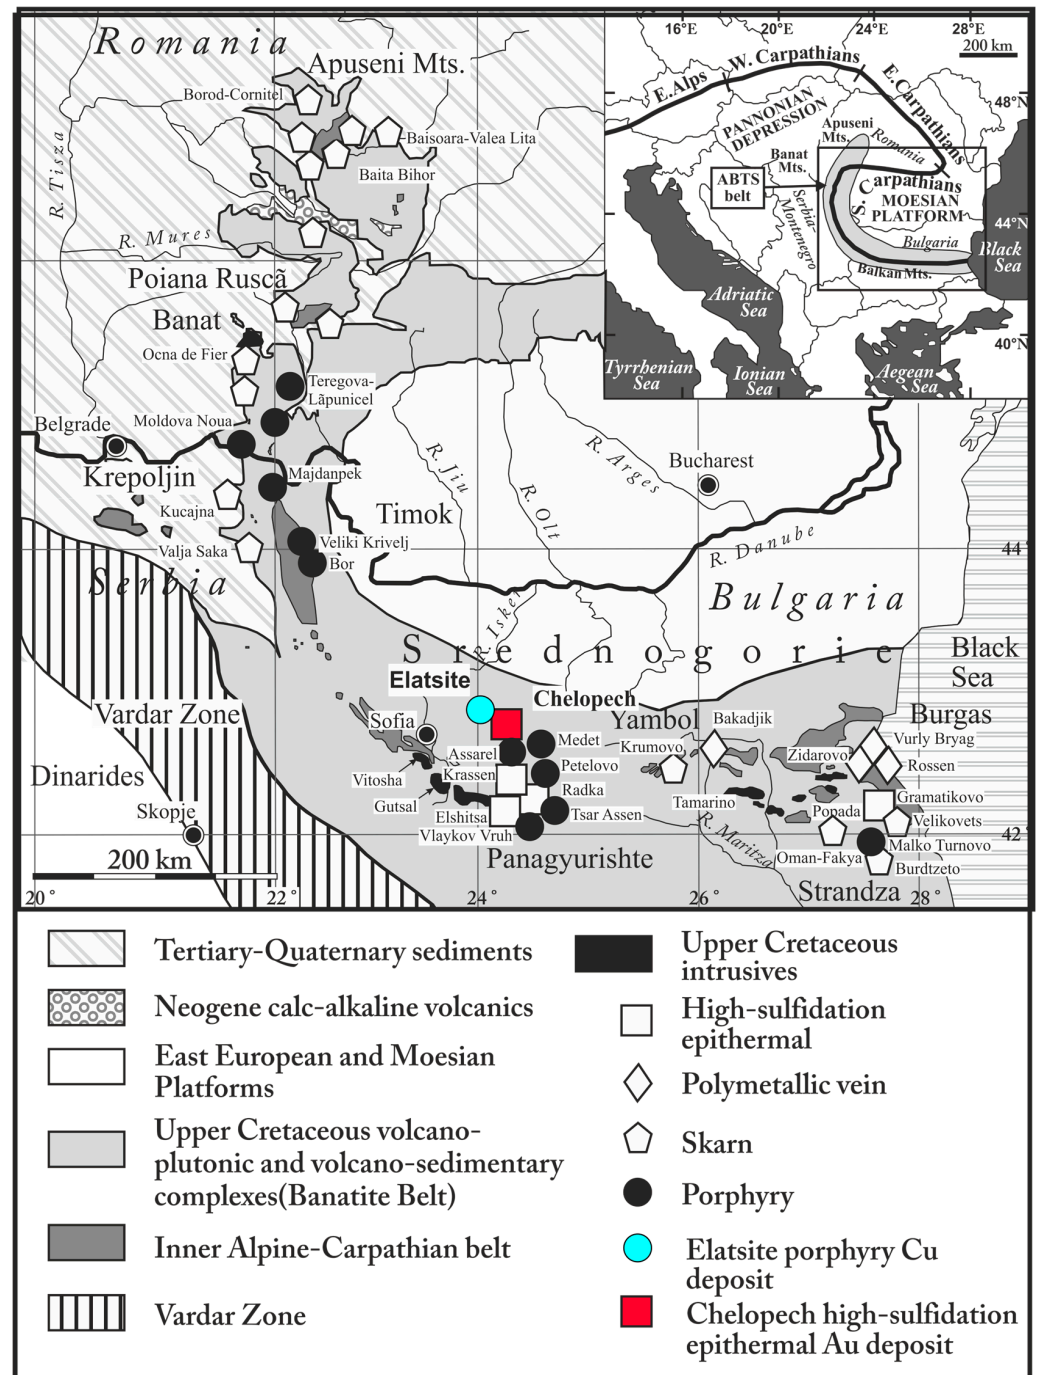 Romania
Apuseni Mts.
Borod-Cornitel
Baisoara-Valea Lita
Baita Bihor
R. Tisza
R. Mures
Poiana Ruscã
Banat
Ocna de Fier
Teregova-
Lãpunicel
Moldova Noua
Belgrade
Krepoljin
Majdanpek
Kucajna
Timok
Valja Saka
Veliki Krivelj
Bor
Serbia
R. Jiu
R. Olt
R. Arges
Bucharest
R. Danube
R. Isker
Bulgaria
44°
Srednogorie
Black
Sea
Elatsite
Chelopech
Vardar Zone
Sofia
Yambol
Bakadjik
Burgas
Assarel
Medet
Krumovo
Zidarovo
Vurly Bryag
Dinarides
Vitosha
Krassen
Petelovo
Rossen
Gutsal
Radka
Tamarino
Gramatikovo
Skopje
Elshitsa
Tsar Assen
Popada
Velikovets
Vlaykov Vruh
R. Maritza
42°
Malko Turnovo
200 km
Panagyurishte
Oman-Fakya
Burdtzeto
Strandza
20°
22°
24°
26°
28°
16°E
20°E
24°E
28°E
200 km
E. Alps
W. Carpathians
E. Carpathians
48°N
PANNONIAN
DEPRESSION
Apuseni
Mts.
Romania
Banat
Mts.
ABTS
belt
S. Carpathians
MOESIAN
PLATFORM
Serbia-
Montenegro
44°N
Bulgaria
Black
Sea
Balkan Mts.
Adriatic
Sea
40°N
Tyrrhenian
Sea
Ionian
Sea
Aegean
Sea
Tertiary-Quaternary sediments
Neogene calc-alkaline volcanics
East European and Moesian
Platforms
Upper Cretaceous volcano-
plutonic and volcano-sedimentary
complexes(Banatite Belt)
Inner Alpine-Carpathian belt
Vardar Zone
Upper Cretaceous
intrusives
High-sulfidation
epithermal
Polymetallic vein
Skarn
Porphyry
Elatsite porphyry Cu
deposit
Chelopech high-sulfidation
epithermal Au deposit